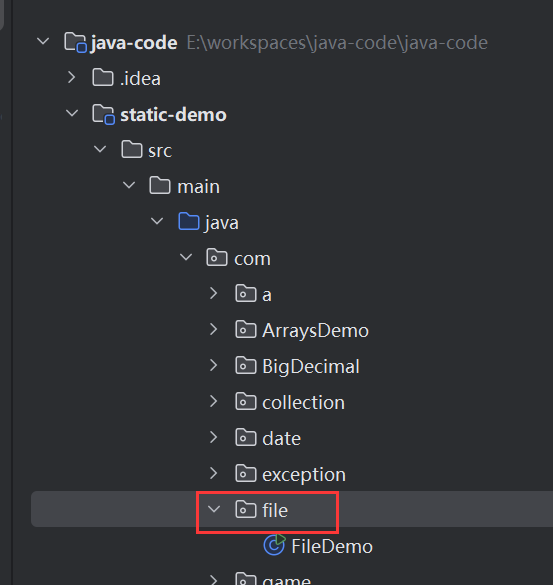 java-code E:\workspaces\java-code\java-code
.idea
static-demo
src
main
java
com
a
ArraysDemo
BigDecimal
collection
date
exception
file
FileDemo
game